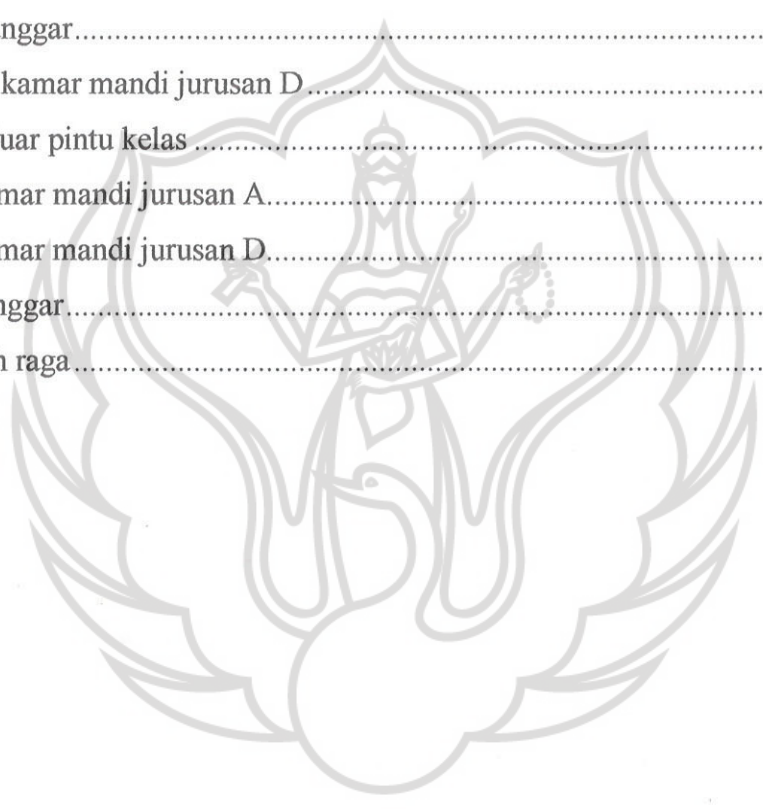 nggar..........................................................................................
kamar mandi jurusan D..........................................................
uar pintu kelas.........................................................................
mar mandi jurusan A...............................................................
mar mandi jurusan D...............................................................
nggar..........................................................................................
n raga.........................................................................................